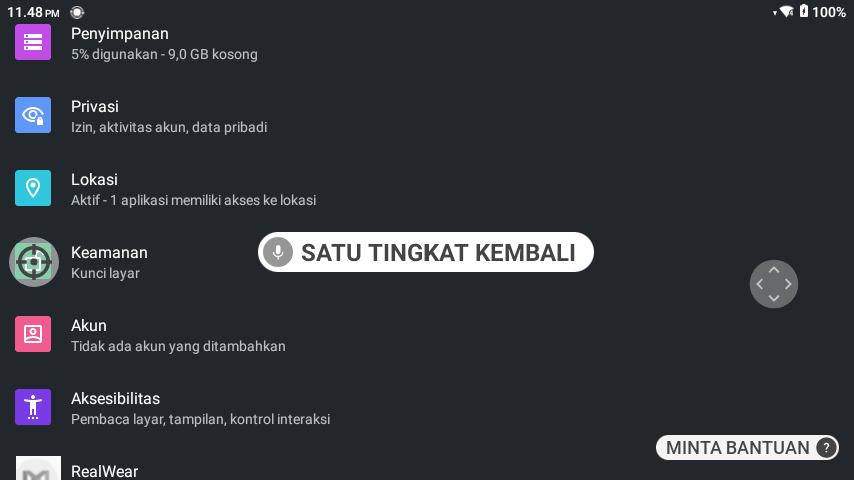 11.48 PM
100%
Penyimpanan
5% digunakan - 9,0 GB kosong
Privasi
Izin, aktivitas akun, data pribadi
Lokasi
Aktif - 1 aplikasi memiliki akses ke lokasi
Keamanan
Kunci layar
SATU TINGKAT KEMBALI
Akun
Tidak ada akun yang ditambahkan
Aksesibilitas
Pembaca layar, tampilan, kontrol interaksi
MINTA BANTUAN ?
RealWear